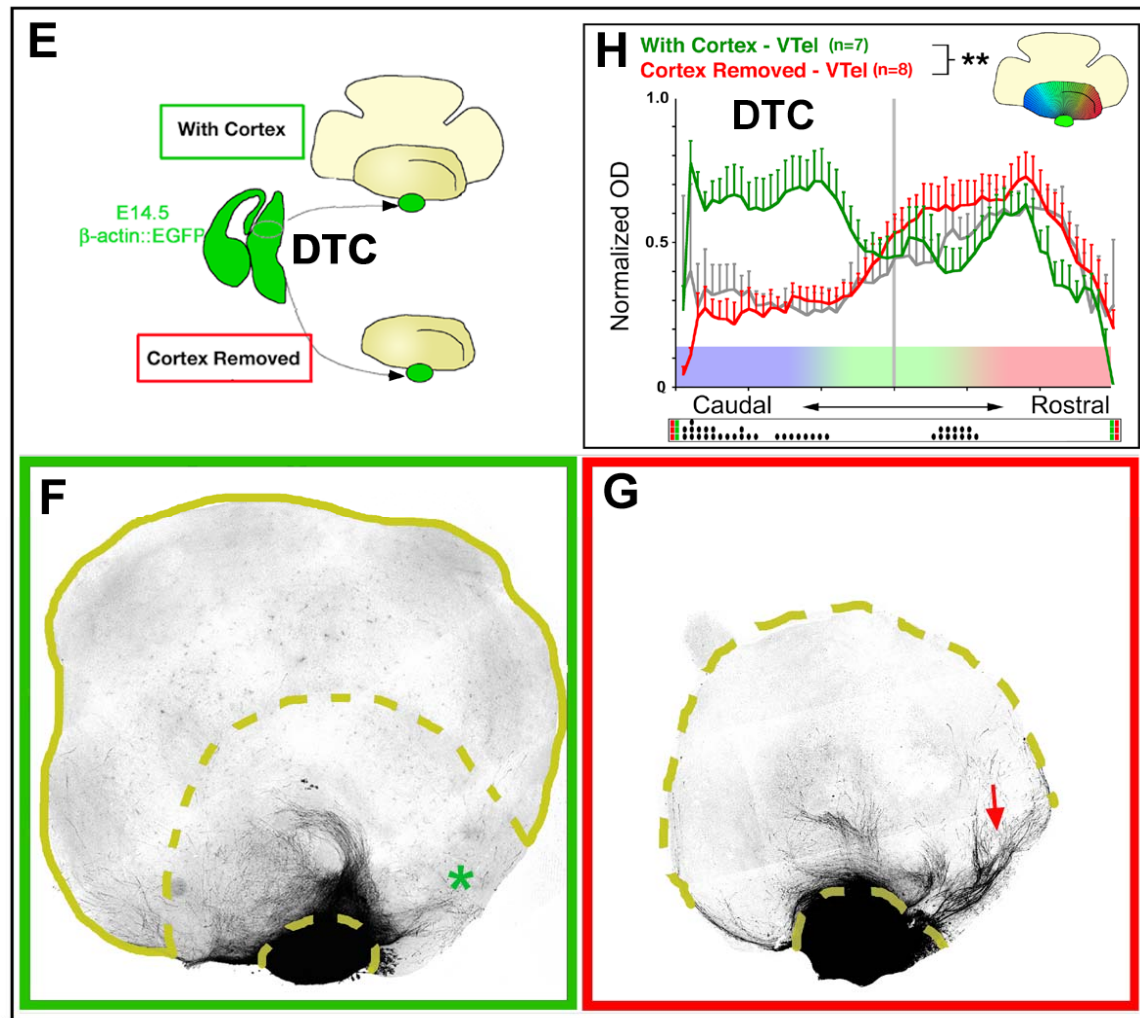 E
With Cortex
E14.5
β-actin::EGFP
DTC
Cortex Removed
H
With Cortex - VTel (n=7)
Cortex Removed - VTel (n=8)
**
DTC
1.0
0.5
0
Normalized OD
Caudal
Rostral
F
*
G